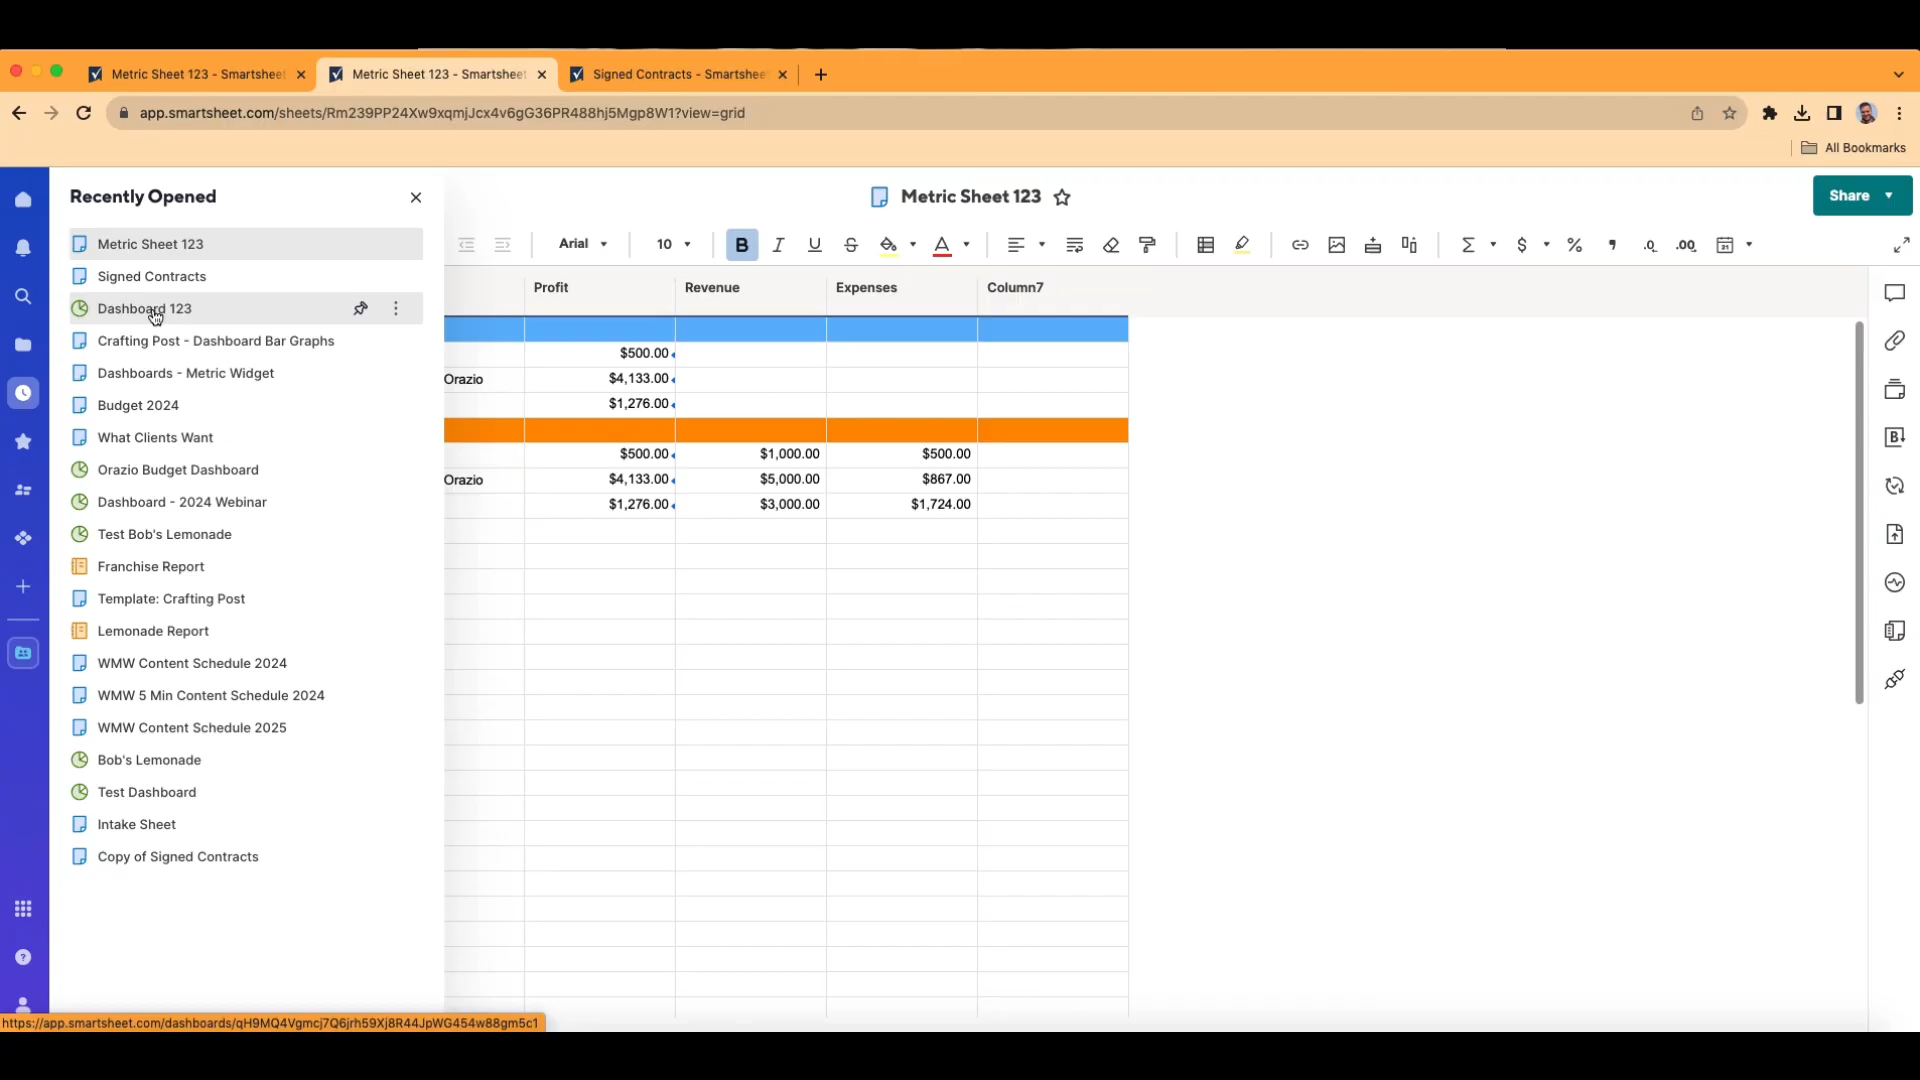 Metric Sheet 123 - Smartsheet
Metric Sheet 123 - Smartsheet
Signed Contracts - Smartshee
app.smartsheet.com/sheets/Rm239PP24Xw9xqmjJcx4v6gG36PR488hj5Mgp8W1?view=grid
All Bookmarks
Recently Opened
Metric Sheet 123
Share
Metric Sheet 123
Arial
10
B
I
U
S
A
Σ
$
%
.0
.00
Signed Contracts
Profit
Revenue
Expenses
Column7
Dashboard 123
Crafting Post - Dashboard Bar Graphs
$500.00
Dashboards - Metric Widget
Orazio
$4,133.00
Budget 2024
$1,276.00
What Clients Want
$500.00
$1,000.00
$500.00
Orazio Budget Dashboard
Orazio
$4,133.00
$5,000.00
$867.00
Dashboard - 2024 Webinar
$1,276.00
$3,000.00
$1,724.00
Test Bob's Lemonade
Franchise Report
Template: Crafting Post
Lemonade Report
WMW Content Schedule 2024
WMW 5 Min Content Schedule 2024
WMW Content Schedule 2025
Bob's Lemonade
Test Dashboard
Intake Sheet
Copy of Signed Contracts
https://app.smartsheet.com/dashboards/qH9MQ4Vgmcj7Q6jrh59Xj8R44JpWG454w88gm5c1